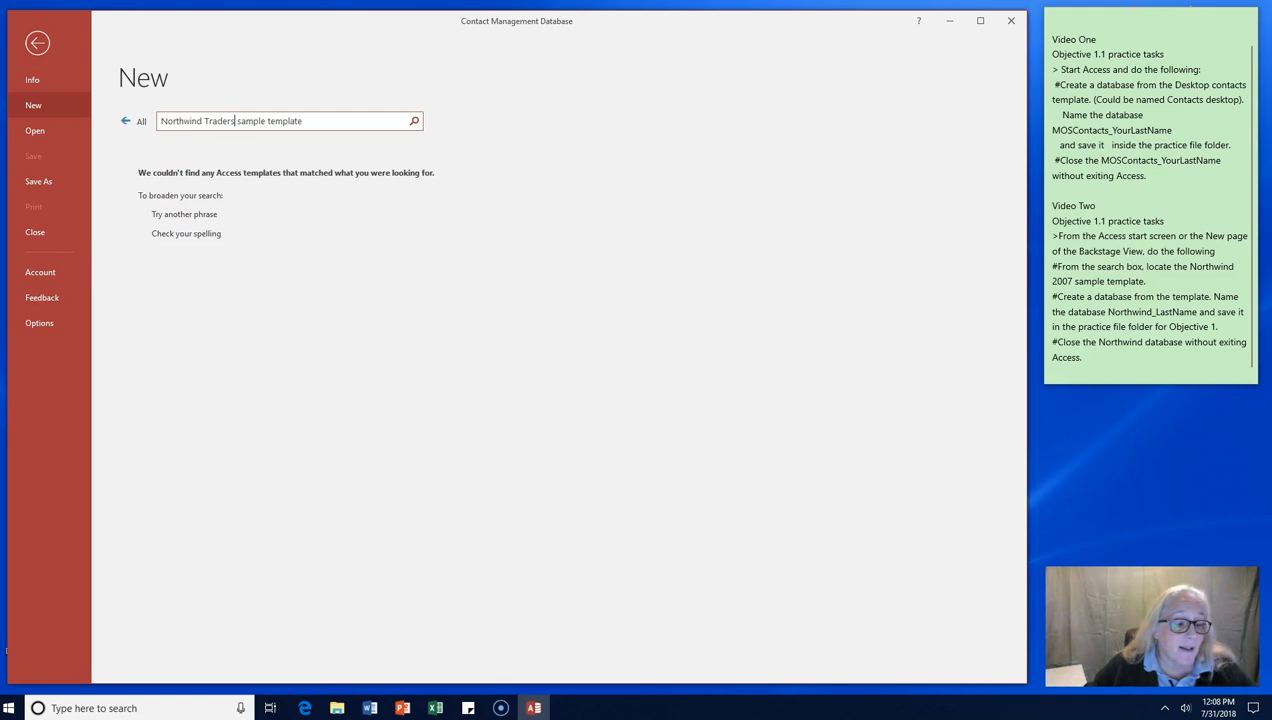 Contact Management Database
?
Info
New
Open
Save
Save As
Print
Close
Account
Feedback
Options
New
All
Northwind Traders sample template
We couldn't find any Access templates that matched what you were looking for.
To broaden your search:
Try another phrase
Check your spelling
Video One
Objective 1.1 practice tasks
> Start Access and do the following:
#Create a database from the Desktop contacts
template. (Could be named Contacts desktop).
Name the database
MOSContacts_YourLastName
and save it inside the practice file folder.
#Close the MOSContacts_YourLastName
without exiting Access.
Video Two
Objective 1.1 practice tasks
>From the Access start screen or the New page
of the Backstage View, do the following
#From the search box, locate the Northwind
2007 sample template.
#Create a database from the template. Name
the database Northwind_LastName and save it
in the practice file folder for Objective 1.
#Close the Northwind database without exiting
Access.
Type here to search
12:08 PM
7/31/2018